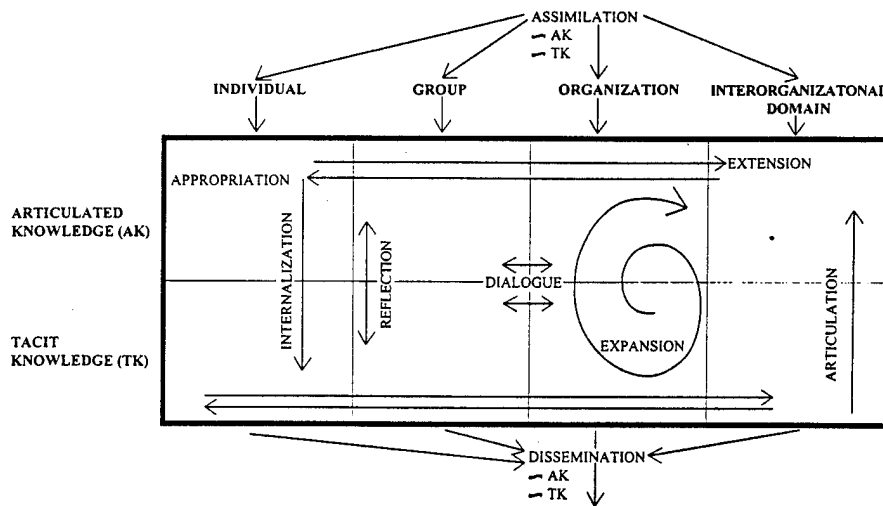 ASSIMILATION
AK
TK
INDIVIDUAL
GROUP
ORGANIZATION
INTERORGANIZATONAL
DOMAIN
EXTENSION
APPROPRIATION
ARTICULATED
KNOWLEDGE (AK)
INTERNALIZATION
REFLECTION
DIALOGUE
EXPANSION
ARTICULATION
TACIT
KNOWLEDGE (TK)
DISSEMINATION
AK
TK